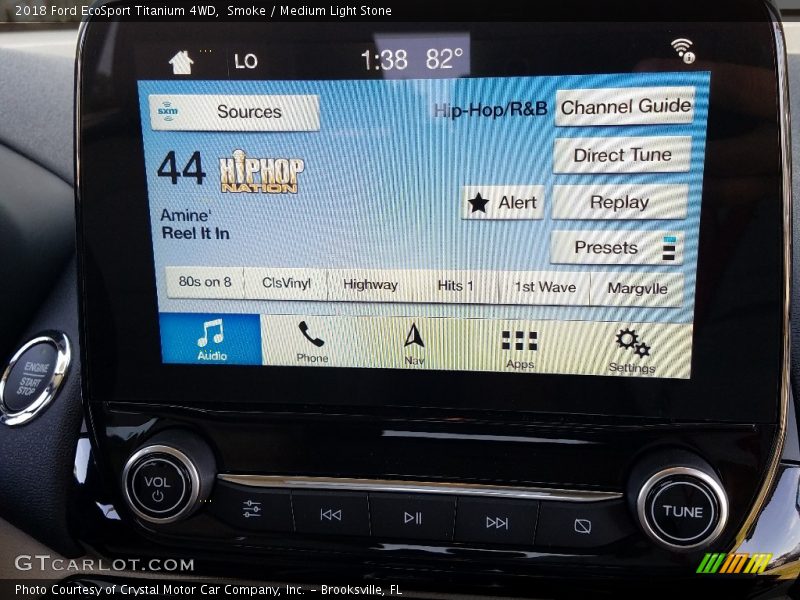 2018 Ford EcoSport Titanium 4WD, Smoke / Medium Light Stone
LO 1:38 82°
sxm Sources Hip-Hop/R&B Channel Guide
Direct Tune
44 HIPHOP NATION
Alert Replay
Amine'
Reel It In
Presets
80s on 8 ClsVinyl Highway Hits 1 1st Wave Margvlle
Audio Phone Nav Apps Settings
ENGINE
START
STOP
VOL
TUNE
GTCARLOT.COM
Photo Courtesy of Crystal Motor Car Company, Inc. – Brooksville, FL